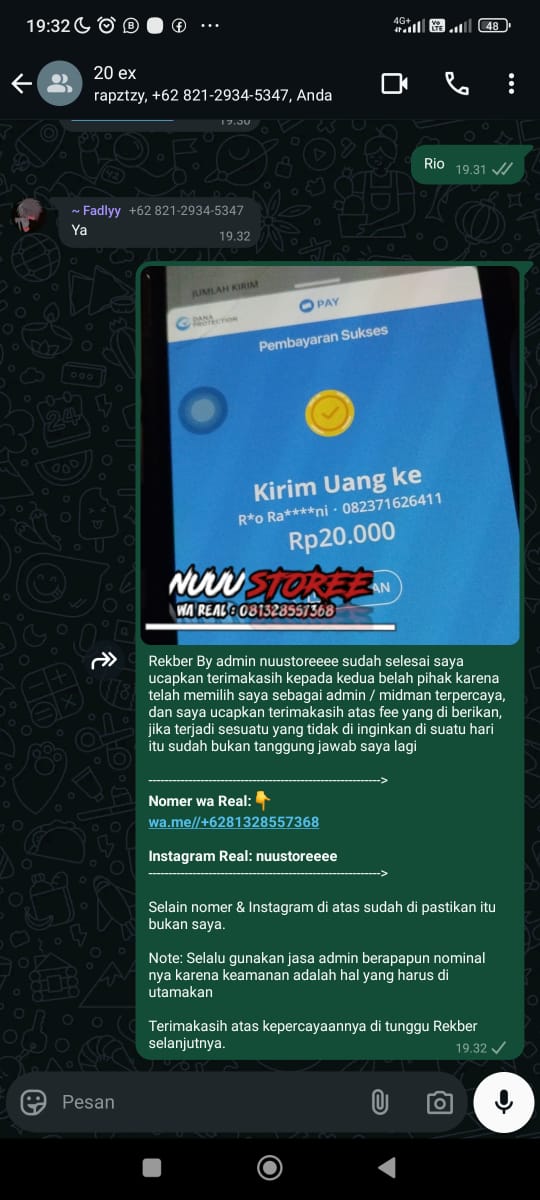 19:32
4G+
Vo LTE
48
20 ex
rapztzy, +62 821-2934-5347, Anda
19.30
Rio 19.31
~ Fadlyy +62 821-2934-5347
Ya
19.32
JUMLAH KIRIM
DANA PROTECTION
PAY
Pembayaran Sukses
Kirim Uang ke
R*o Ra****ni · 082371626411
Rp20.000
NUUU STOREE
WA REAL : 081328557368
Rekber By admin nuustoreeee sudah selesai saya
ucapkan terimakasih kepada kedua belah pihak karena
telah memilih saya sebagai admin / midman terpercaya,
dan saya ucapkan terimakasih atas fee yang di berikan,
jika terjadi sesuatu yang tidak di inginkan di suatu hari
itu sudah bukan tanggung jawab saya lagi
---------------------------------------------------------->
Nomer wa Real:👇
wa.me//+6281328557368
Instagram Real: nuustoreeee
---------------------------------------------------------->
Selain nomer & Instagram di atas sudah di pastikan itu
bukan saya.
Note: Selalu gunakan jasa admin berapapun nominal
nya karena keamanan adalah hal yang harus di
utamakan
Terimakasih atas kepercayaannya di tunggu Rekber
selanjutnya.
19.32
Pesan